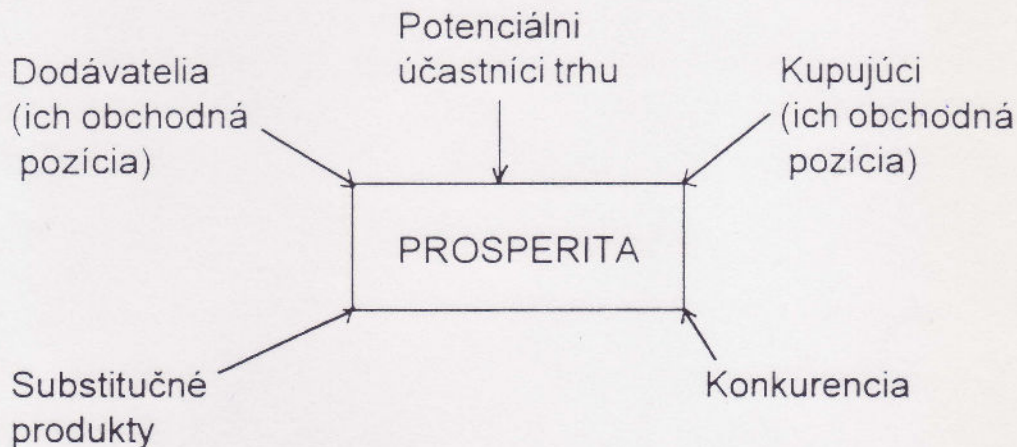 Potenciálni
účastníci trhu
Dodávatelia
(ich obchodná
pozícia)
Kupujúci
(ich obchodná
pozícia)
PROSPERITA
Substitučné
produkty
Konkurencia